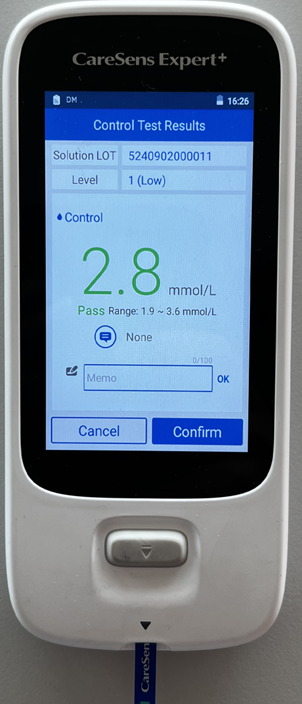 CareSens Expert+
DM . 16:26
Control Test Results
Solution LOT 5240902000011
Level 1 (Low)
Control
2.8 mmol/L
Pass Range: 1.9 ~ 3.6 mmol/L
None
0/100
Memo OK
Cancel Confirm
CareSen